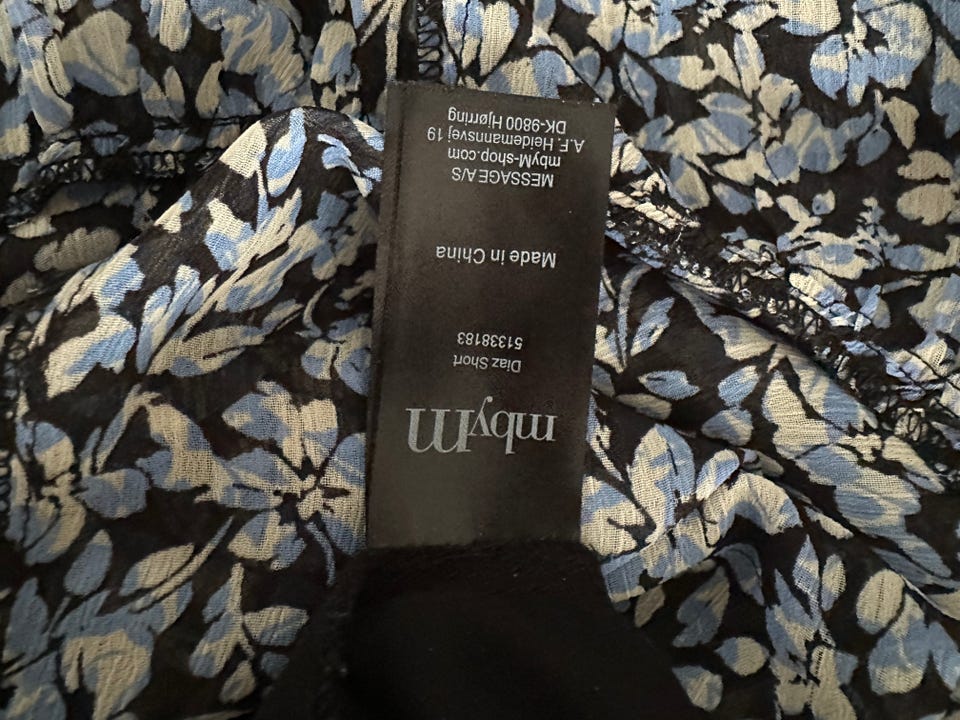 mbyM
Diaz Short
51338183
Made in China
MESSAGE A/S
mbyM-shop.com
A.F. Heidemannsvej 19
DK-9800 Hjørring